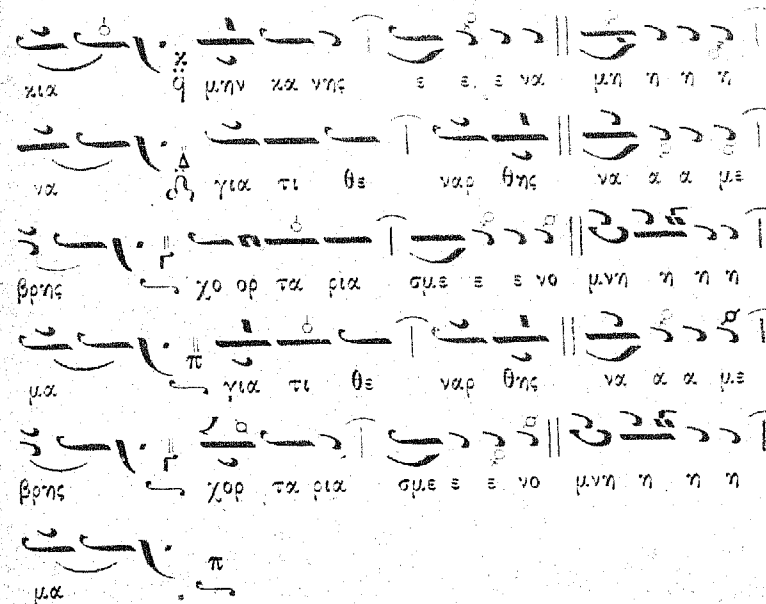 κια μην κα νης ε ε ε να μη η η η
να για τι θε ναρ θης να α α με
βρης χο ορ τα ρια σμε ε ε νο μνη η η η
μα για τι θε ναρ θης να α α με
βρης χορ τα ρια σμε ε ε νο μνη η η η
μα